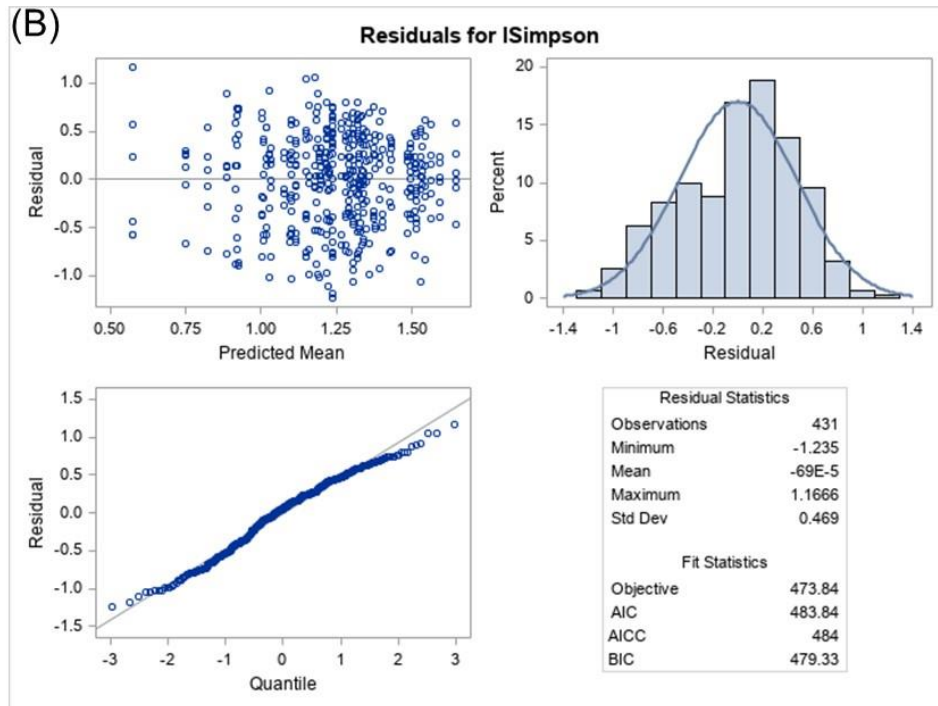 (B)
Residuals for lSimpson
1.0
0.5
0.0
-0.5
-1.0
Residual
0.50 0.75 1.00 1.25 1.50
Predicted Mean
20
15
10
5
0
Percent
-1.4 -1 -0.6 -0.2 0.2 0.6 1 1.4
Residual
1.5
1.0
0.5
0.0
-0.5
-1.0
-1.5
Residual
-3 -2 -1 0 1 2 3
Quantile
Residual Statistics
Observations 431
Minimum -1.235
Mean -69E-5
Maximum 1.1666
Std Dev 0.469
Fit Statistics
Objective 473.84
AIC 483.84
AICC 484
BIC 479.33